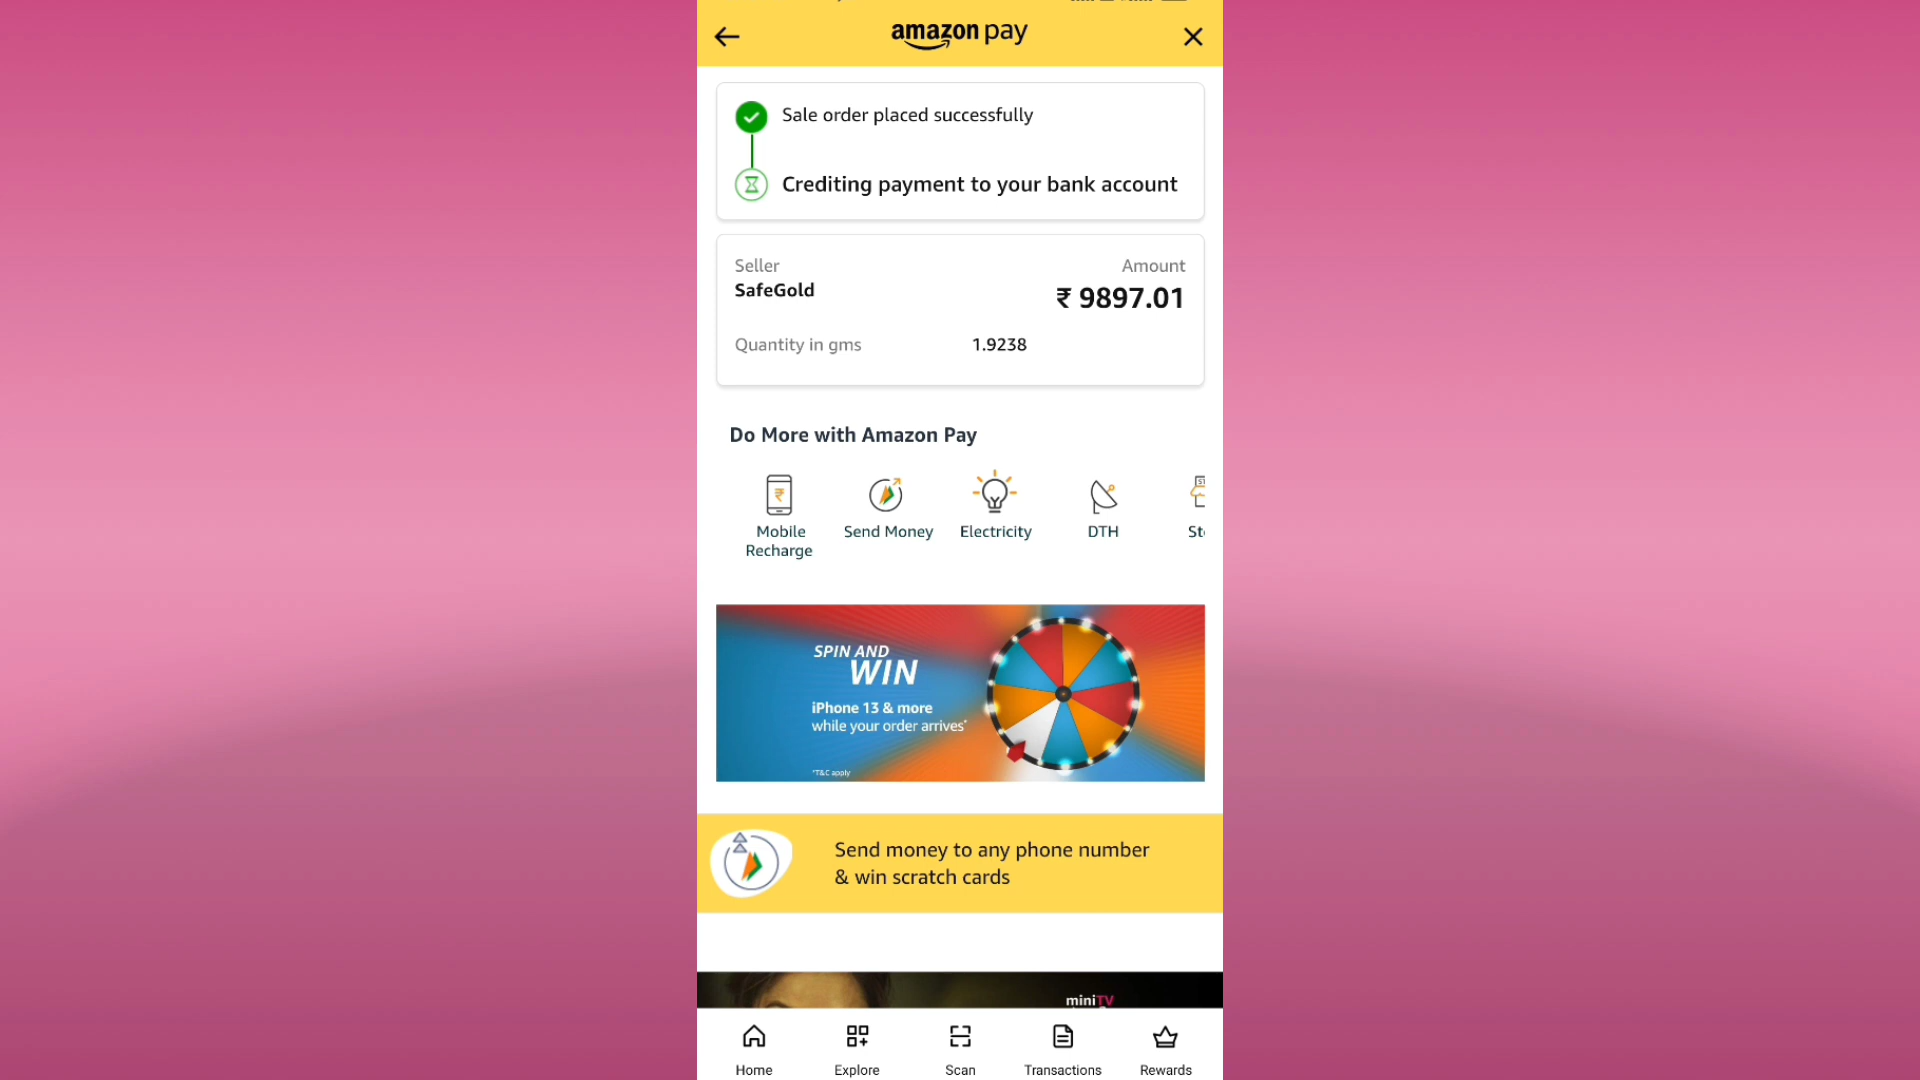 amazon pay
Sale order placed successfully
Crediting payment to your bank account
Seller
Amount
SafeGold
₹ 9897.01
Quantity in gms
1.9238
Do More with Amazon Pay
Mobile
Recharge
Send Money
Electricity
DTH
SPIN AND
WIN
iPhone 13 & more
while your order arrives*
*T&C apply
Send money to any phone number
& win scratch cards
miniTV
Home
Explore
Scan
Transactions
Rewards